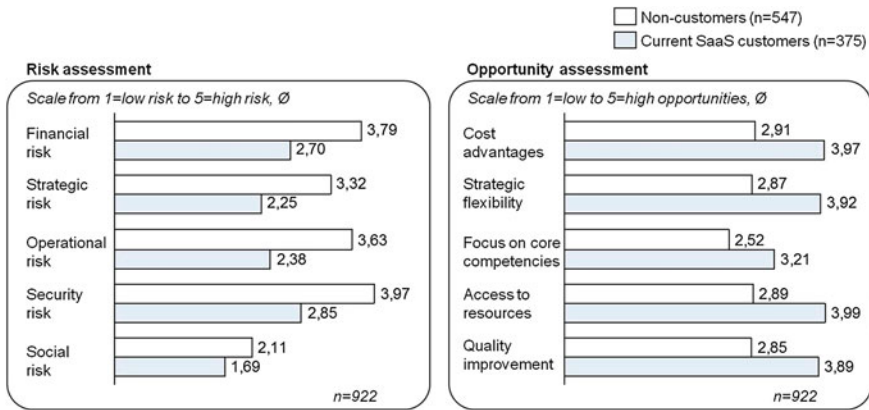 Non-customers (n=547)
Current SaaS customers (n=375)
Risk assessment
Scale from 1=low risk to 5=high risk, Ø
Financial
risk
3,79
2,70
Strategic
risk
3,32
2,25
Operational
risk
3,63
2,38
Security
risk
3,97
2,85
Social
risk
2,11
1,69
n=922
Opportunity assessment
Scale from 1=low to 5=high opportunities, Ø
Cost
advantages
2,91
3,97
Strategic
flexibility
2,87
3,92
Focus on core
competencies
2,52
3,21
Access to
resources
2,89
3,99
Quality
improvement
2,85
3,89
n=922